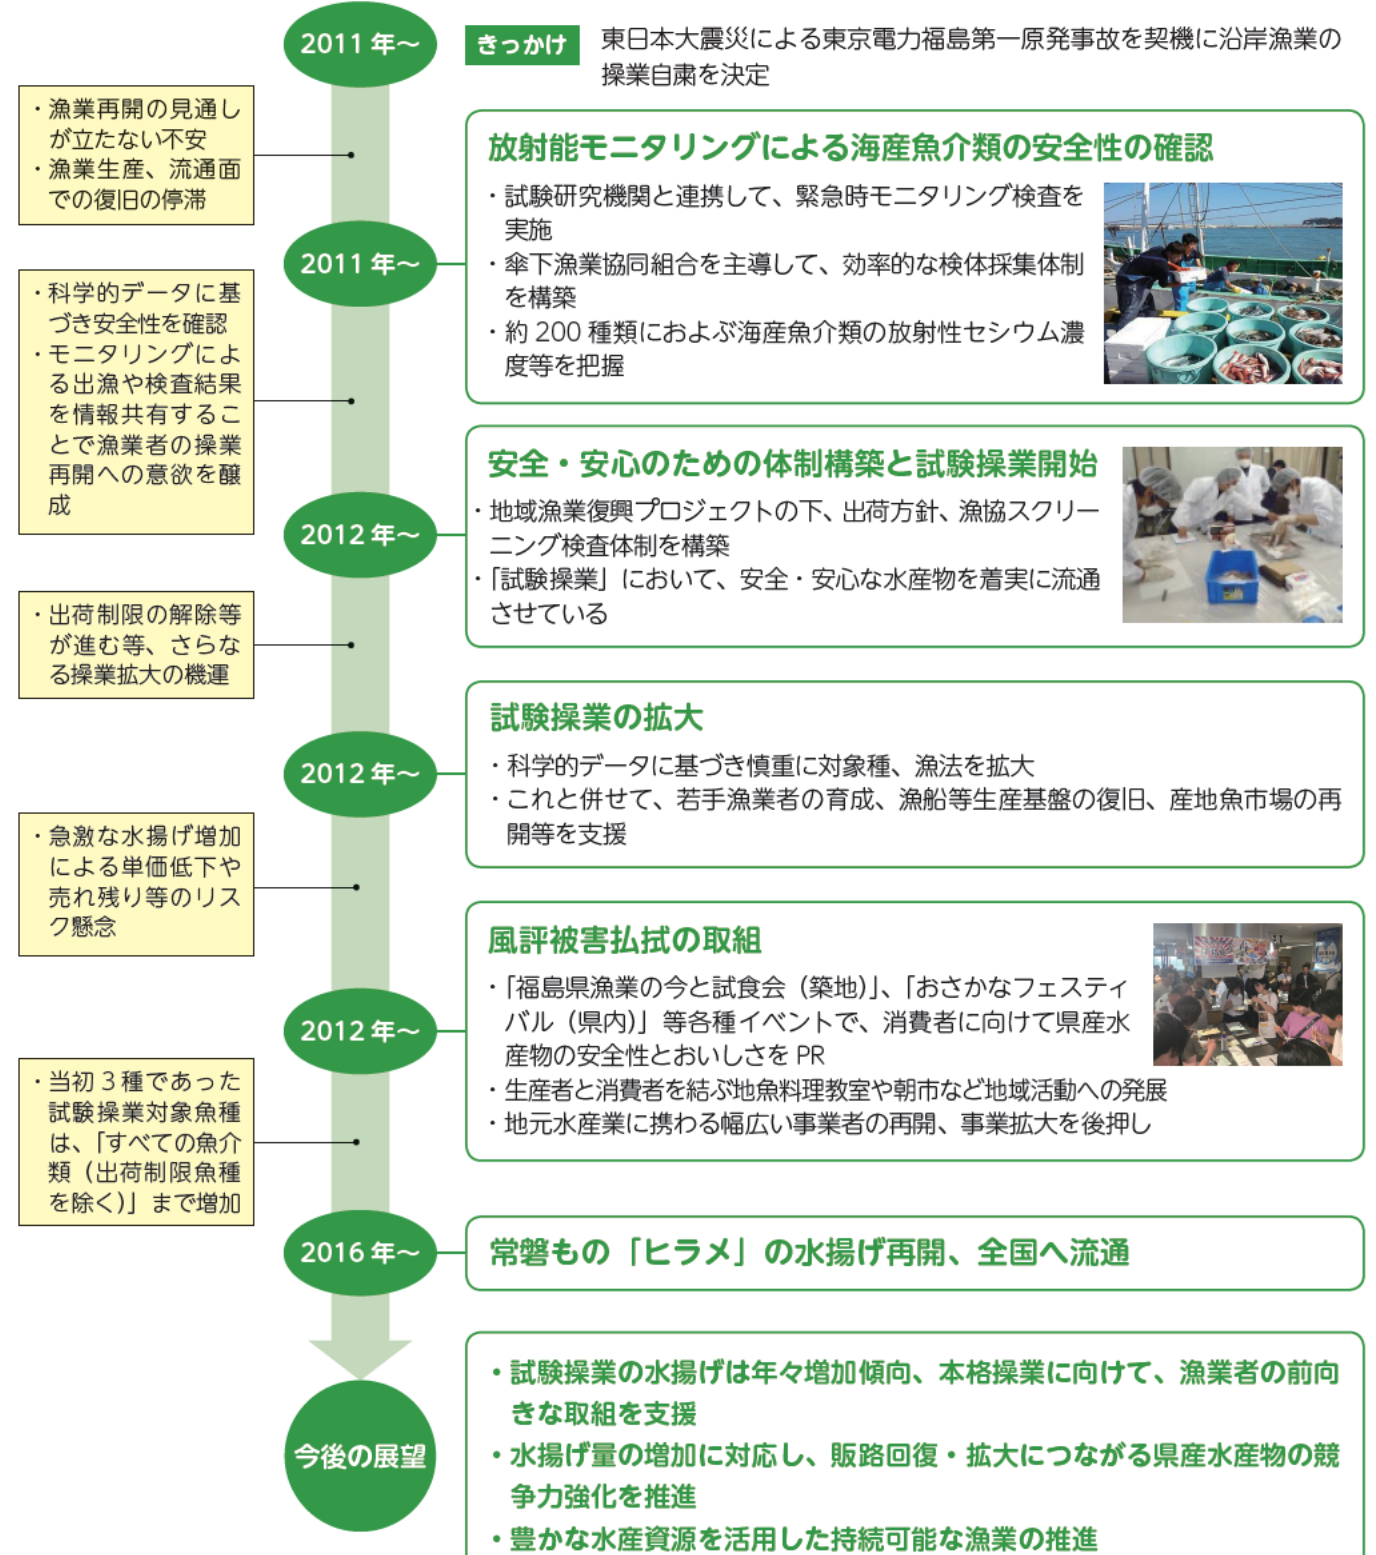 2011 年～
きっかけ
東日本大震災による東京電力福島第一原発事故を契機に沿岸漁業の
操業自粛を決定
・漁業再開の見通し
が立たない不安
・漁業生産、流通面
での復旧の停滞
2011 年～
放射能モニタリングによる海産魚介類の安全性の確認
・試験研究機関と連携して、緊急時モニタリング検査を
実施
・傘下漁業協同組合を主導して、効率的な検体採集体制
を構築
・約 200 種類におよぶ海産魚介類の放射性セシウム濃
度等を把握
・科学的データに基
づき安全性を確認
・モニタリングによ
る出漁や検査結果
を情報共有するこ
とで漁業者の操業
再開への意欲を醸
成
2012 年～
安全・安心のための体制構築と試験操業開始
・地域漁業復興プロジェクトの下、出荷方針、漁協スクリー
ニング検査体制を構築
・「試験操業」において、安全・安心な水産物を着実に流通
させている
・出荷制限の解除等
が進む等、さらな
る操業拡大の機運
2012 年～
試験操業の拡大
・科学的データに基づき慎重に対象種、漁法を拡大
・これと併せて、若手漁業者の育成、漁船等生産基盤の復旧、産地魚市場の再
開等を支援
・急激な水揚げ増加
による単価低下や
売れ残り等のリス
ク懸念
2012 年～
風評被害払拭の取組
・「福島県漁業の今と試食会（築地）」、「おさかなフェスティ
バル（県内）」等各種イベントで、消費者に向けて県産水
産物の安全性とおいしさを PR
・生産者と消費者を結ぶ地魚料理教室や朝市など地域活動への発展
・地元水産業に携わる幅広い事業者の再開、事業拡大を後押し
・当初 3 種であった
試験操業対象魚種
は、「すべての魚介
類（出荷制限魚種
を除く）」まで増加
2016 年～
常磐もの「ヒラメ」の水揚げ再開、全国へ流通
今後の展望
・試験操業の水揚げは年々増加傾向、本格操業に向けて、漁業者の前向
きな取組を支援
・水揚げ量の増加に対応し、販路回復・拡大につながる県産水産物の競
争力強化を推進
・豊かな水産資源を活用した持続可能な漁業の推進